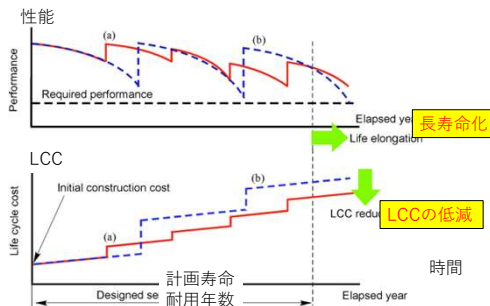 性能
(a)
(b)
Performance
Required performance
Elapsed year
長寿命化
Life elongation
LCC
Life cycle cost
Initial construction cost
(b)
(a)
LCC reduc
LCCの低減
時間
計画寿命
Designed se
耐用年数
Elapsed year